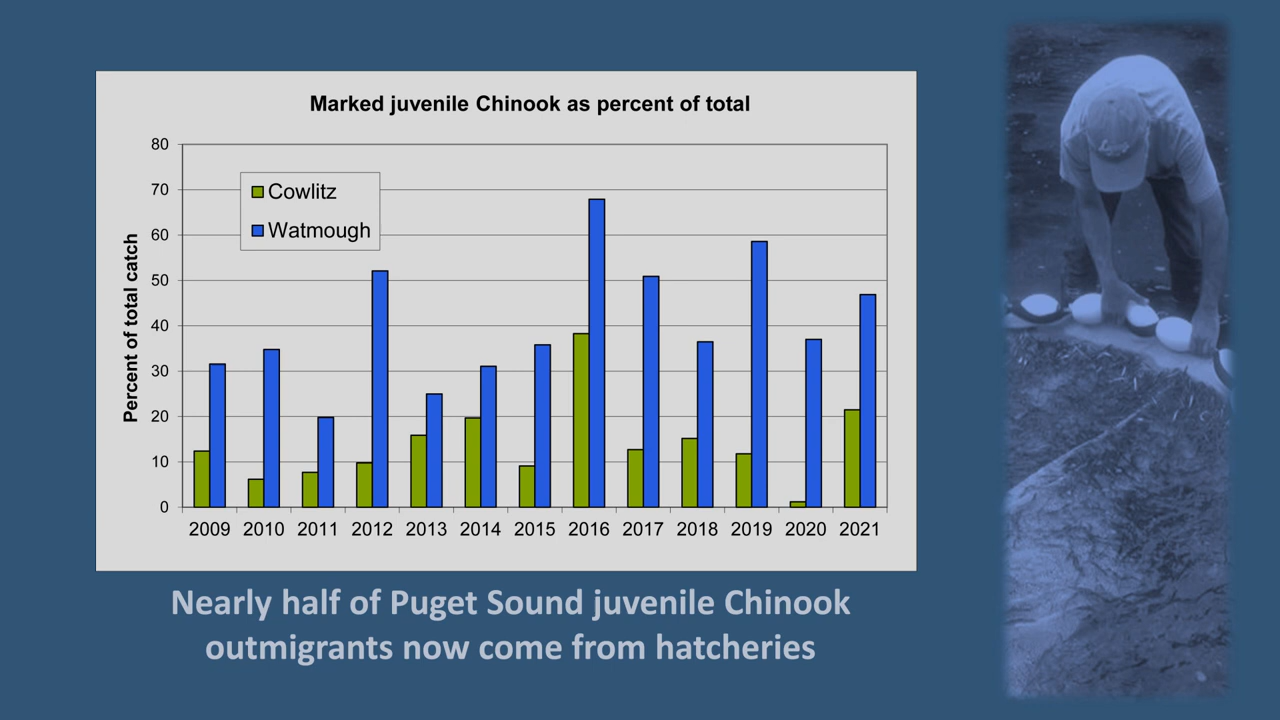 Marked juvenile Chinook as percent of total
Percent of total catch
80
70
60
50
40
30
20
10
0
Cowlitz
Watmough
2009 2010 2011 2012 2013 2014 2015 2016 2017 2018 2019 2020 2021
Nearly half of Puget Sound juvenile Chinook
outmigrants now come from hatcheries